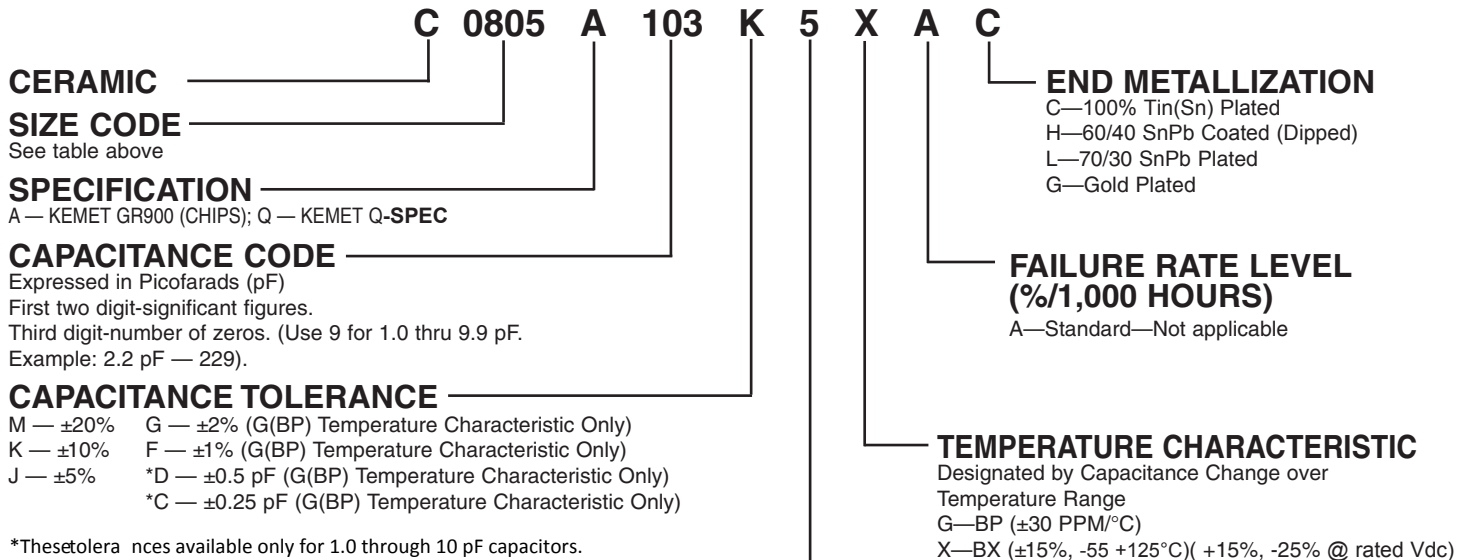 C 0805 A 103 K 5 X A C
CERAMIC
SIZE CODE
See table above
SPECIFICATION
A — KEMET GR900 (CHIPS); Q — KEMET Q-SPEC
CAPACITANCE CODE
Expressed in Picofarads (pF)
First two digit-significant figures.
Third digit-number of zeros. (Use 9 for 1.0 thru 9.9 pF.
Example: 2.2 pF — 229).
CAPACITANCE TOLERANCE
M — ±20% G — ±2% (G(BP) Temperature Characteristic Only)
K — ±10% F — ±1% (G(BP) Temperature Characteristic Only)
J — ±5% *D — ±0.5 pF (G(BP) Temperature Characteristic Only)
*C — ±0.25 pF (G(BP) Temperature Characteristic Only)
*Thesetolera nces available only for 1.0 through 10 pF capacitors.
END METALLIZATION
C—100% Tin(Sn) Plated
H—60/40 SnPb Coated (Dipped)
L—70/30 SnPb Plated
G—Gold Plated
FAILURE RATE LEVEL
(%/1,000 HOURS)
A—Standard—Not applicable
TEMPERATURE CHARACTERISTIC
Designated by Capacitance Change over
Temperature Range
G—BP (±30 PPM/°C)
X—BX (±15%, -55 +125°C)( +15%, -25% @ rated Vdc)